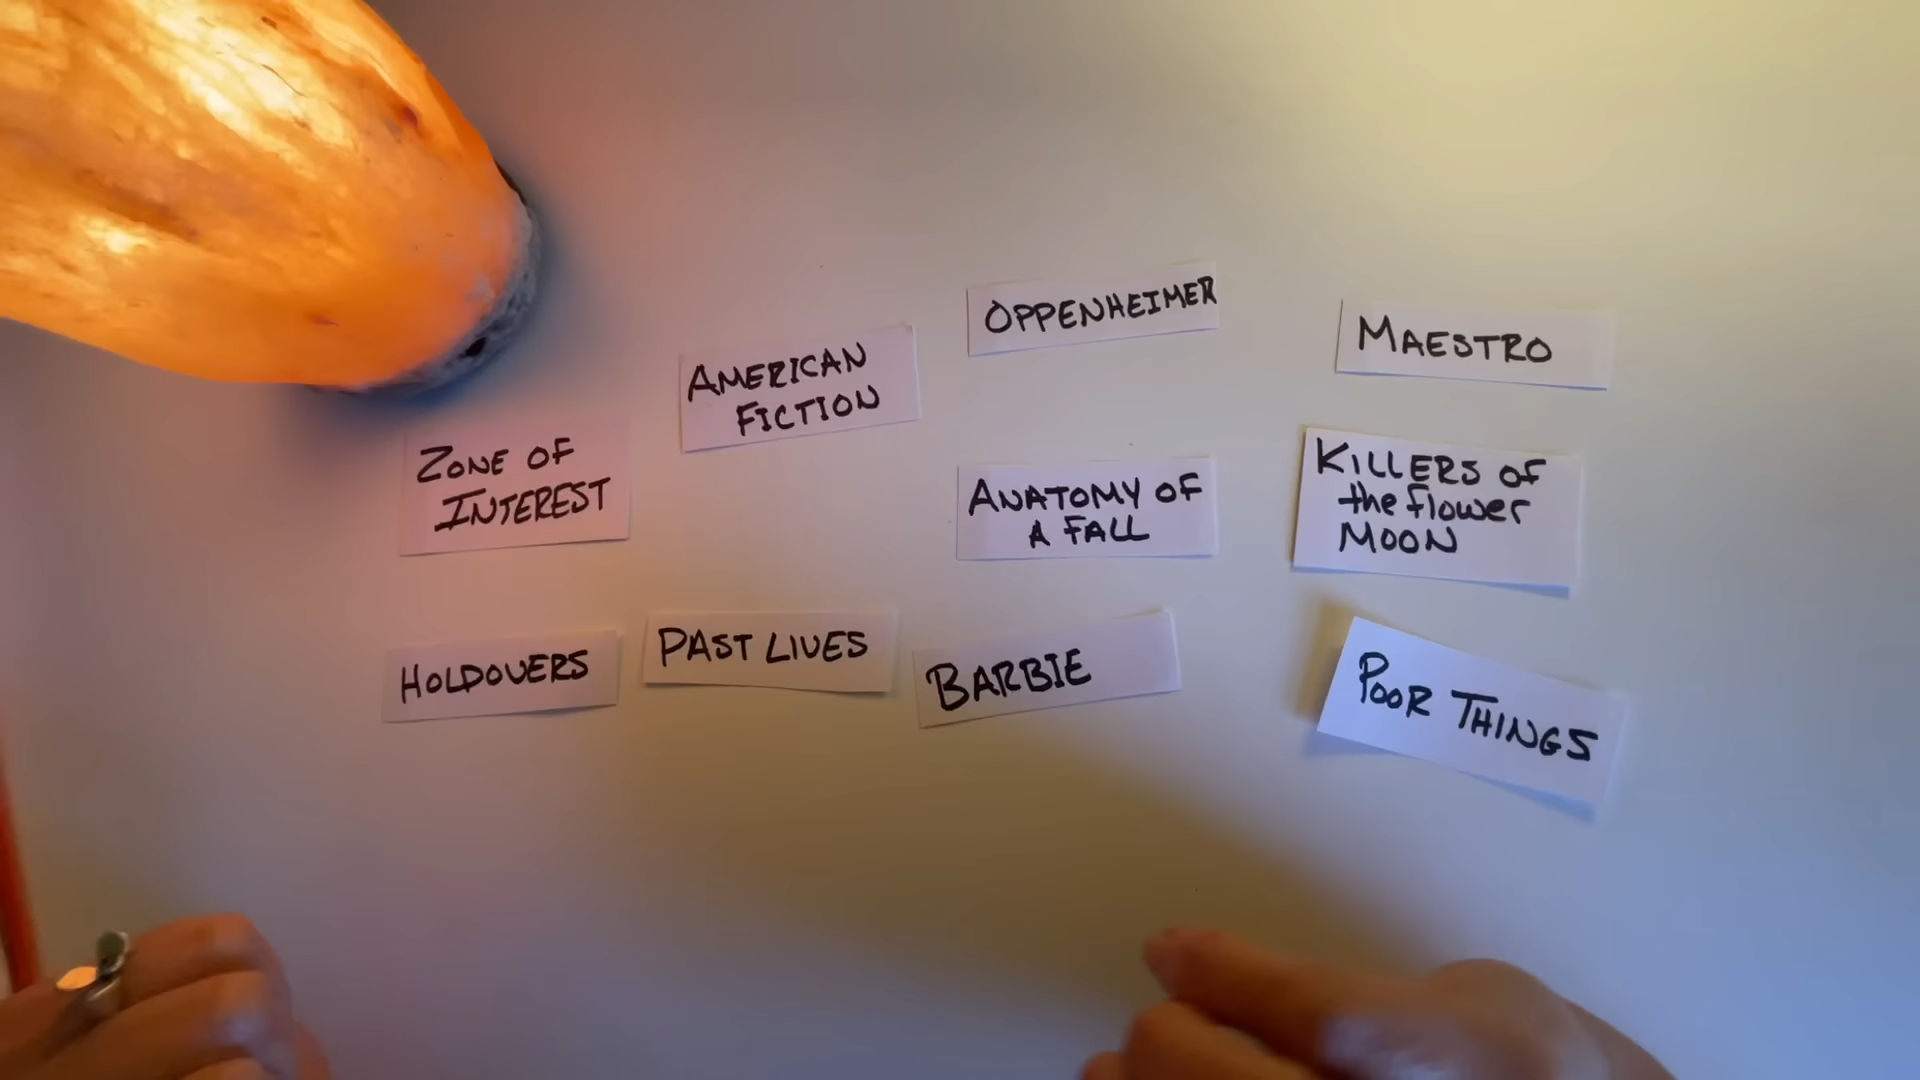 OPPENHEIMER
MAESTRO
AMERICAN
FICTION
ZONE OF
INTEREST
ANATOMY OF
A FALL
KILLERS OF
the flower
MOON
HOLDOVERS
PAST LIVES
BARBIE
POOR THINGS